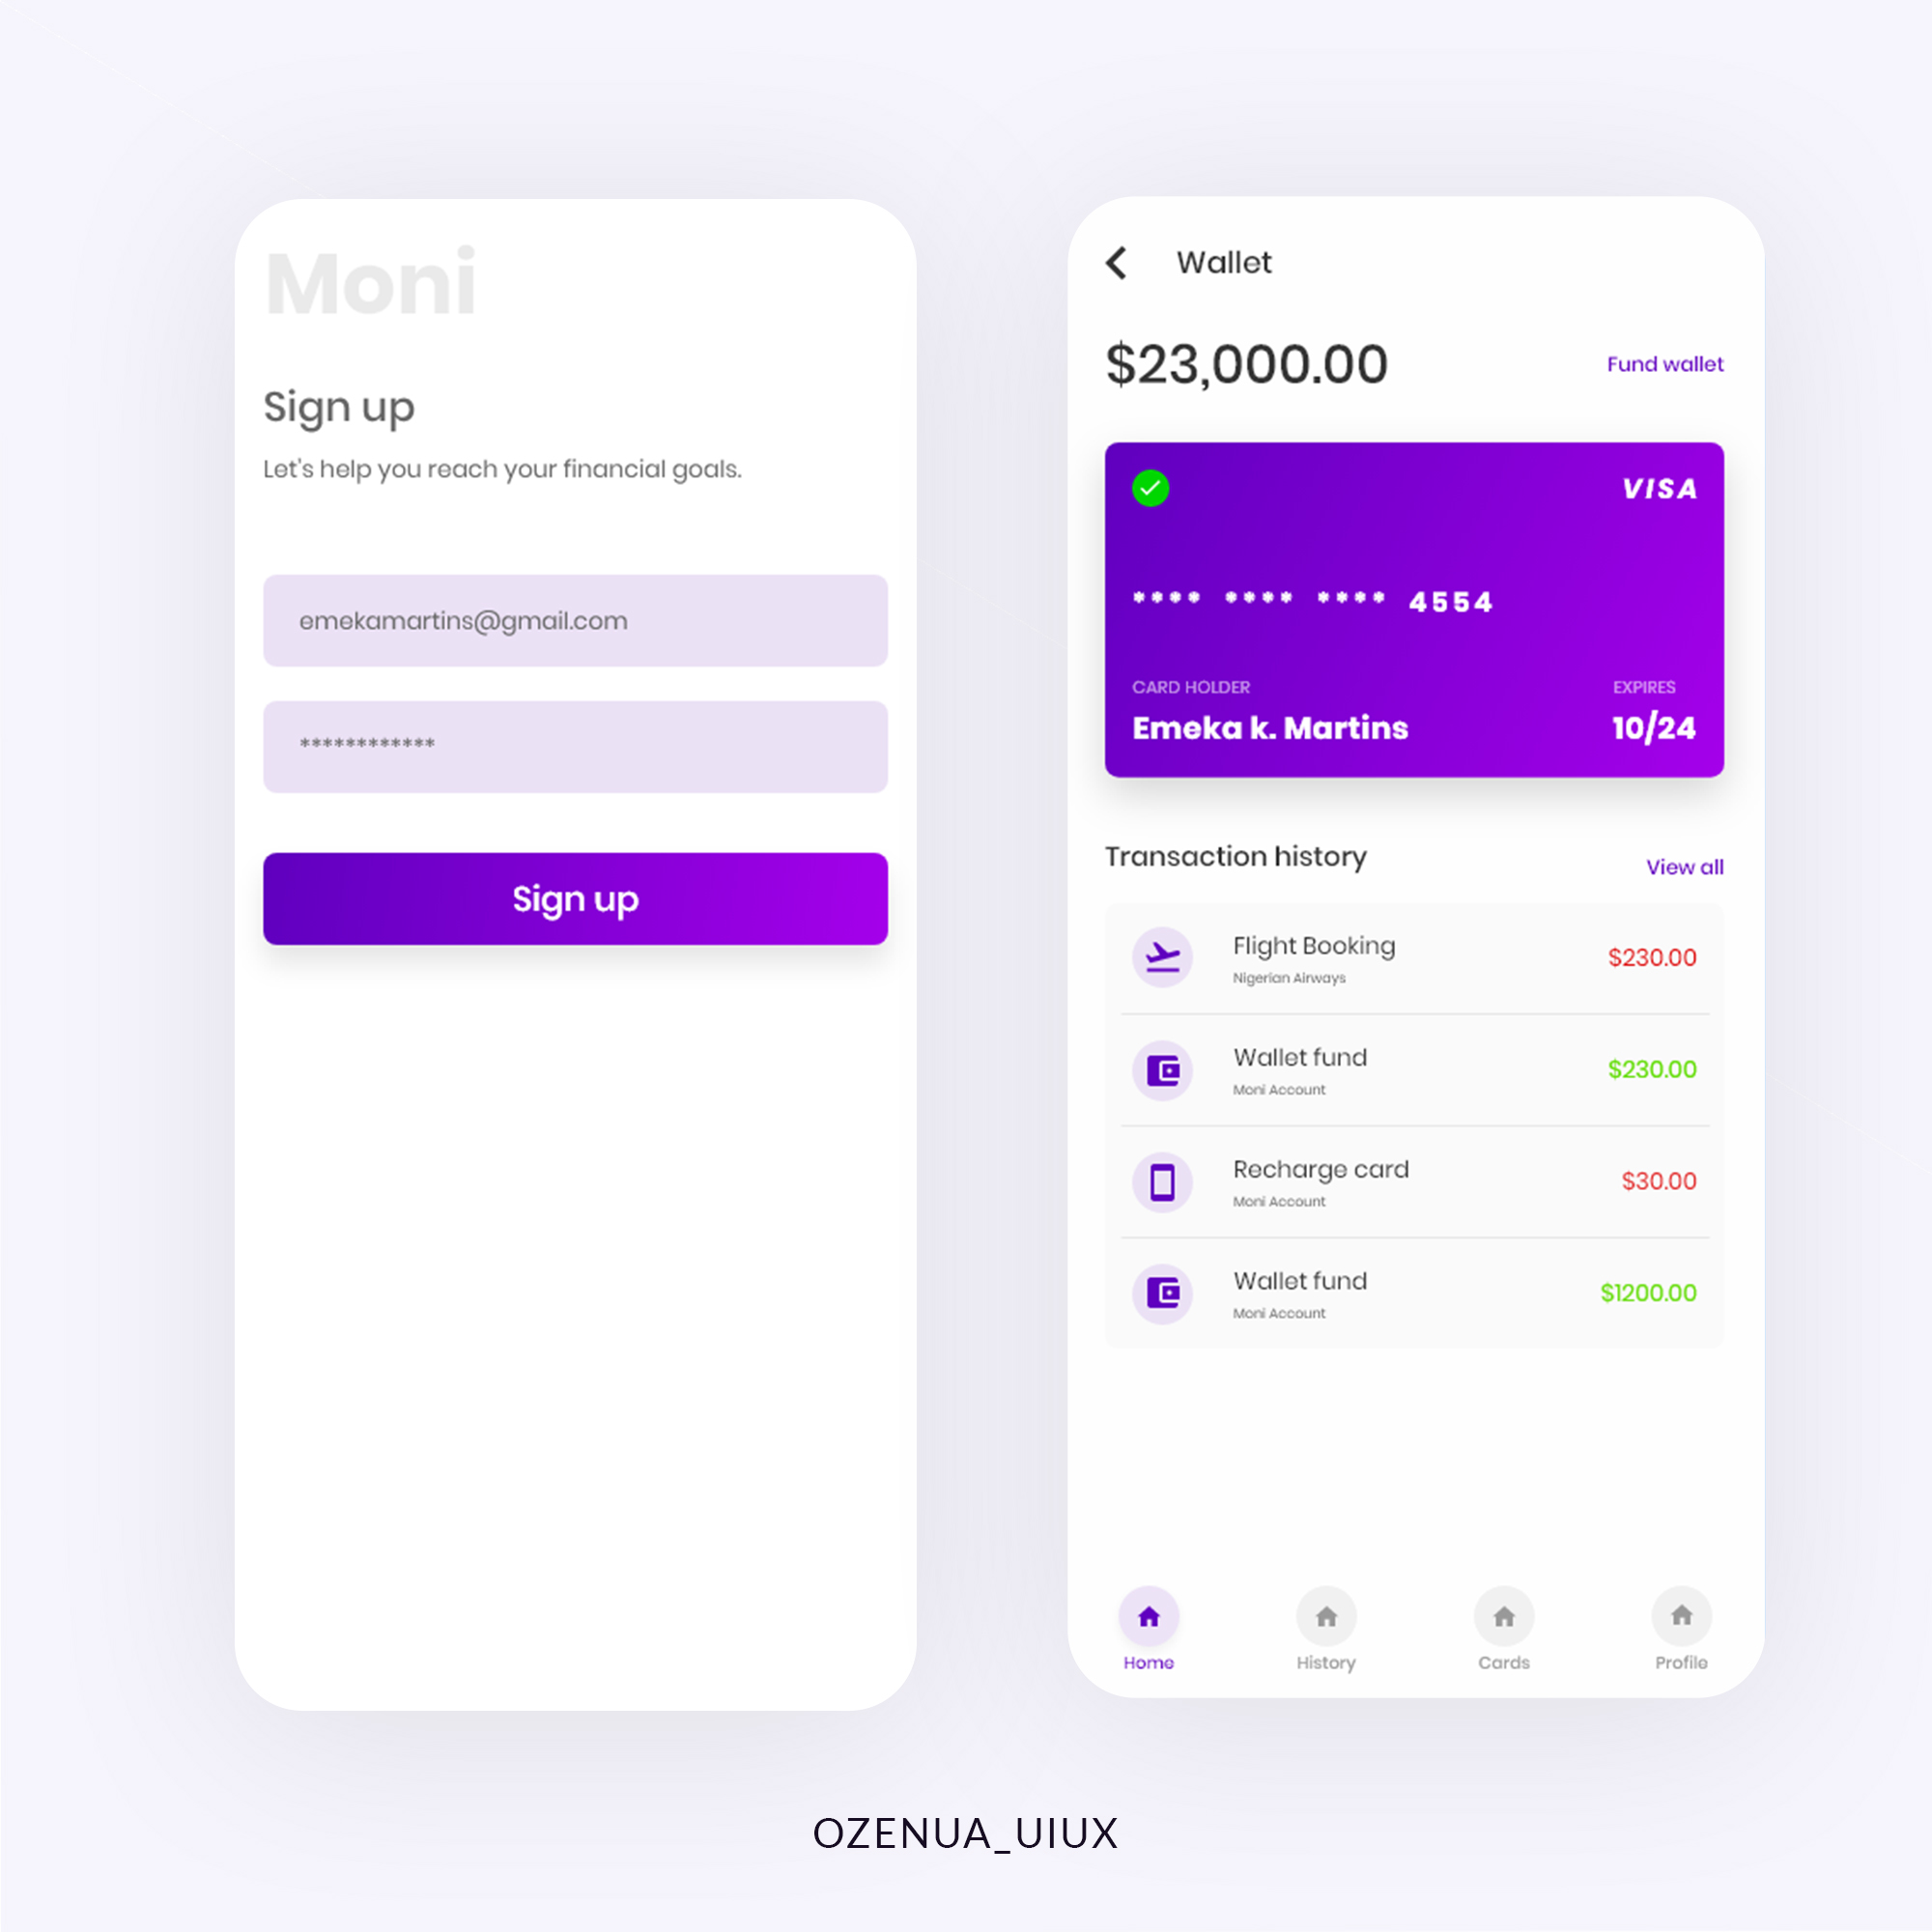 Moni
Sign up
Let's help you reach your financial goals.
emekamartins@gmail.com
************
Sign up
Wallet
$23,000.00
Fund wallet
VISA
**** **** **** 4554
CARD HOLDER
EXPIRES
Emeka k. Martins
10/24
Transaction history
View all
Flight Booking
Nigerian Airways
$230.00
Wallet fund
Moni Account
$230.00
Recharge card
Moni Account
$30.00
Wallet fund
Moni Account
$1200.00
Home
History
Cards
Profile
OZENUA_UIUX